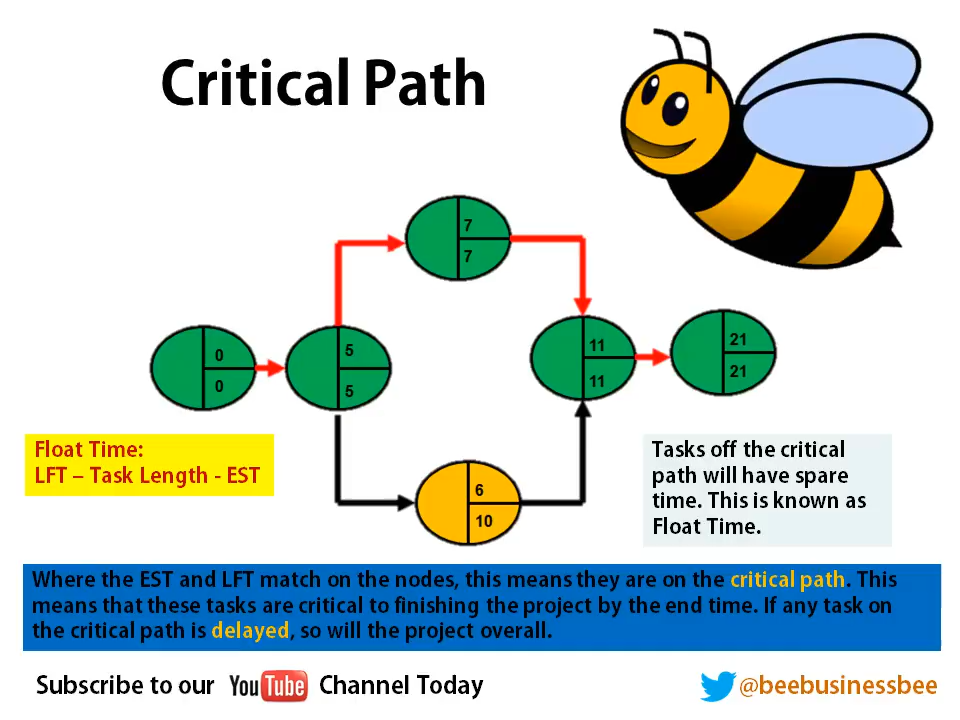 Critical Path
7
7
0
0
5
5
11
11
21
21
Float Time:
LFT – Task Length - EST
6
10
Tasks off the critical
path will have spare
time. This is known as
Float Time.
Where the EST and LFT match on the nodes, this means they are on the critical path. This
means that these tasks are critical to finishing the project by the end time. If any task on
the critical path is delayed, so will the project overall.
Subscribe to our YouTube Channel Today
@beebusinessbee